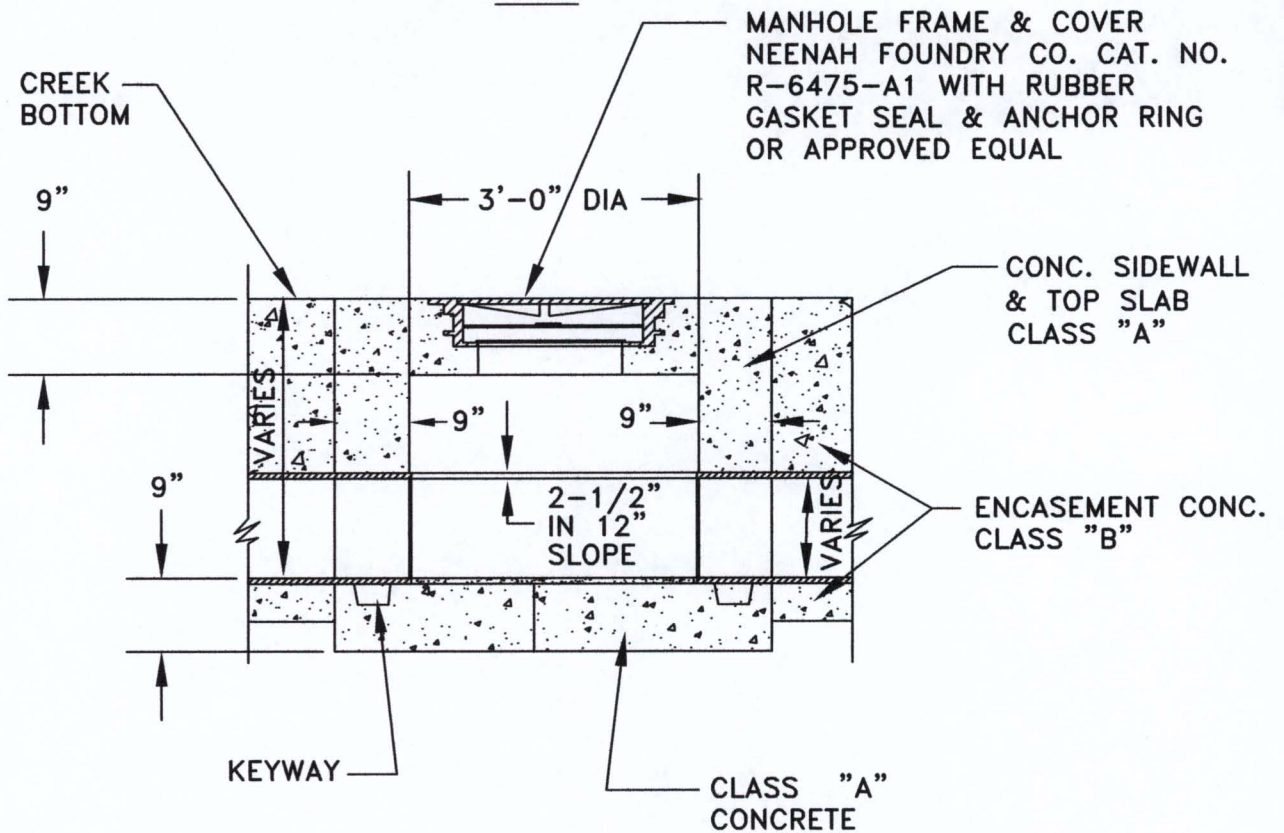 MANHOLE FRAME & COVER
NEENAH FOUNDRY CO. CAT. NO.
R-6475-A1 WITH RUBBER
GASKET SEAL & ANCHOR RING
OR APPROVED EQUAL
CREEK
BOTTOM
9"
3'-0" DIA
CONC. SIDEWALL
& TOP SLAB
CLASS "A"
VARIES
9"
9"
9"
2-1/2"
IN 12"
SLOPE
VARIES
ENCASEMENT CONC.
CLASS "B"
KEYWAY
CLASS "A"
CONCRETE